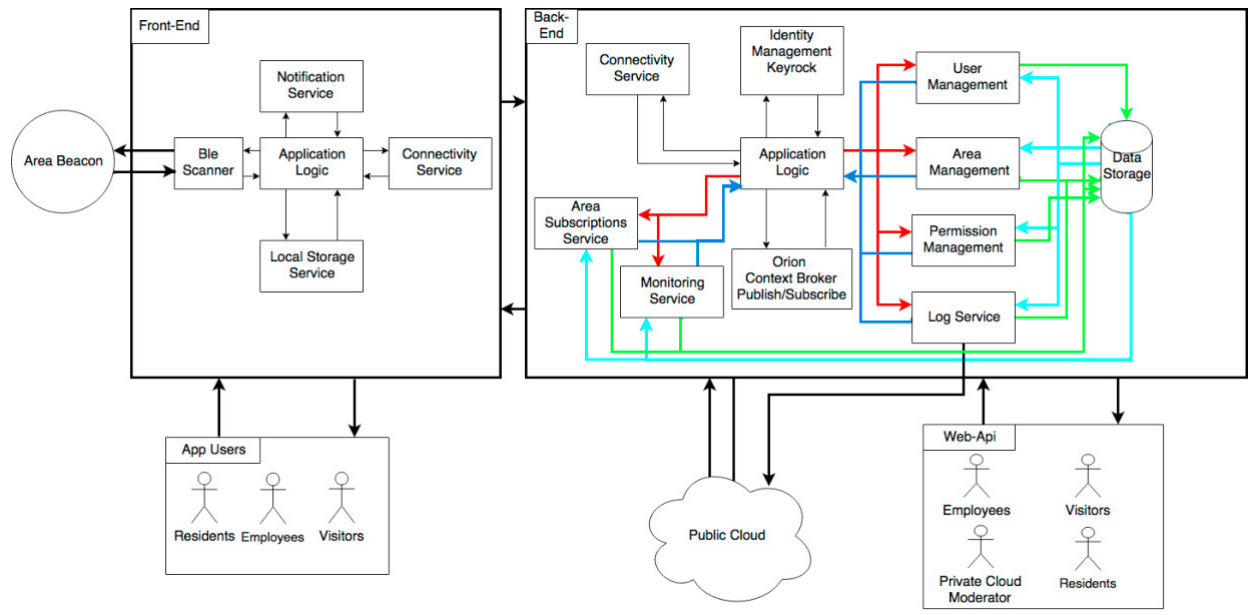 Front-End
Notification
Service
Area Beacon
Ble
Scanner
Application
Logic
Connectivity
Service
Local Storage
Service
Back-
End
Connectivity
Service
Identity
Management
Keyrock
User
Management
Application
Logic
Area
Management
Data
Storage
Area
Subscriptions
Service
Permission
Management
Monitoring
Service
Orion
Context Broker
Publish/Subscribe
Log Service
App Users
Residents
Employees
Visitors
Public Cloud
Web-Api
Employees
Visitors
Private Cloud
Moderator
Residents